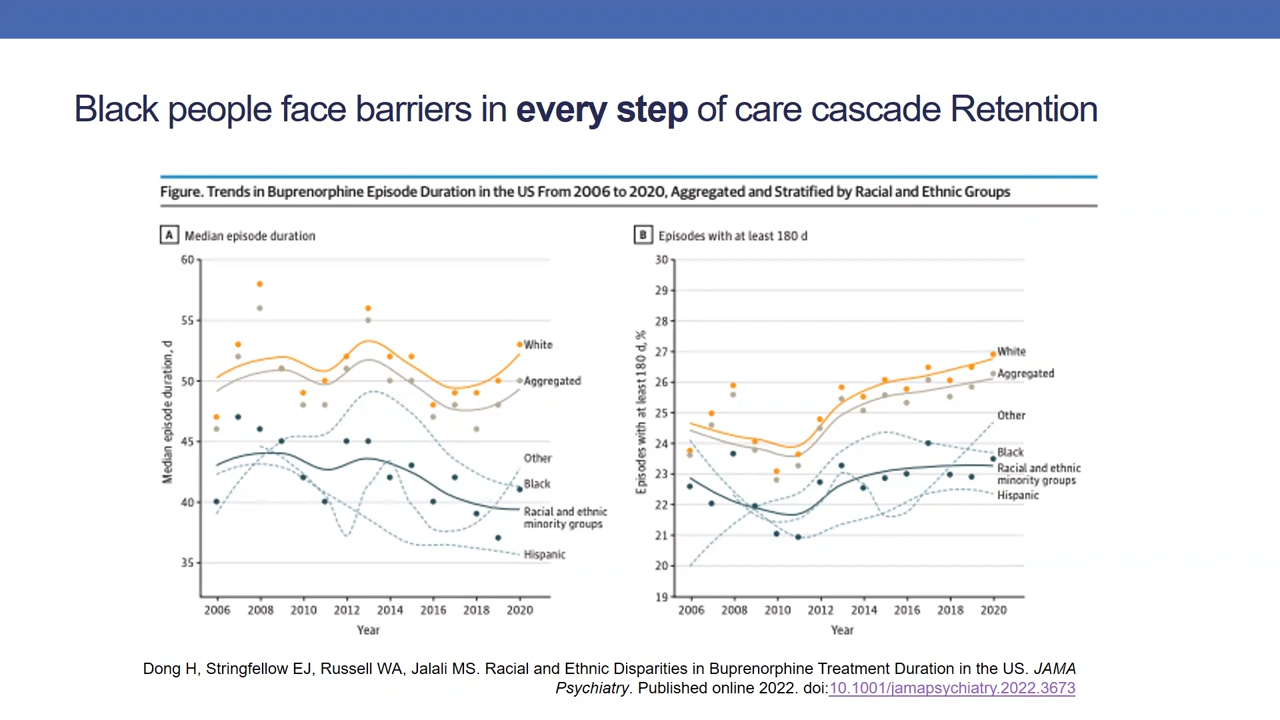 Black people face barriers in every step of care cascade Retention
Figure. Trends in Buprenorphine Episode Duration in the US From 2006 to 2020, Aggregated and Stratified by Racial and Ethnic Groups
A Median episode duration
60
55
50
45
40
35
Median episode duration, d
White
Aggregated
Other
Black
Racial and ethnic
minority groups
Hispanic
2006 2008 2010 2012 2014 2016 2018 2020
Year
B Episodes with at least 180 d
30
29
28
27
26
25
24
23
22
21
20
19
Episodes with at least 180 d, %
White
Aggregated
Other
Black
Racial and ethnic
minority groups
Hispanic
2006 2008 2010 2012 2014 2016 2018 2020
Year
Dong H, Stringfellow EJ, Russell WA, Jalali MS. Racial and Ethnic Disparities in Buprenorphine Treatment Duration in the US. JAMA
Psychiatry. Published online 2022. doi:10.1001/jamapsychiatry.2022.3673